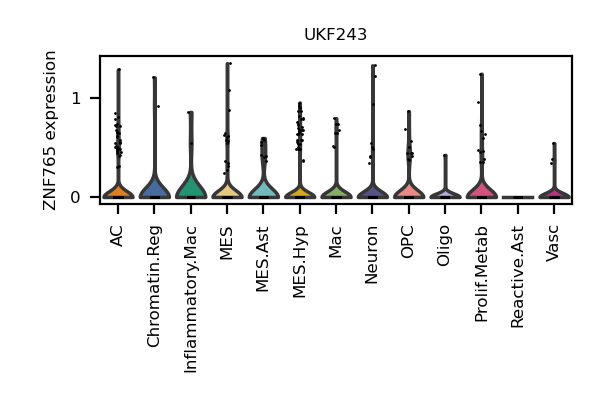 UKF243
ZNF765 expression
1
0
AC
Chromatin.Reg
Inflammatory.Mac
MES
MES.Ast
MES.Hyp
Mac
Neuron
OPC
Oligo
Prolif.Metab
Reactive.Ast
Vasc